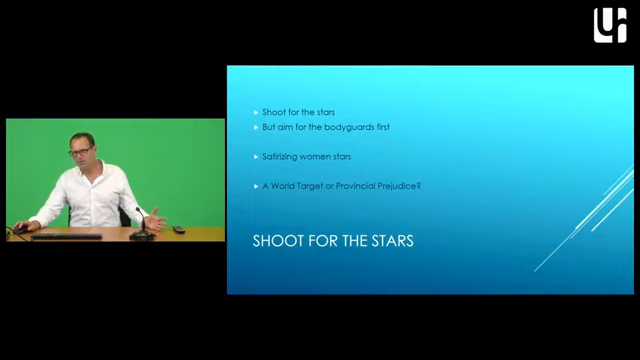 Shoot for the stars
But aim for the bodyguards first
Satirizing women stars
A World Target or Provincial Prejudice?
SHOOT FOR THE STARS